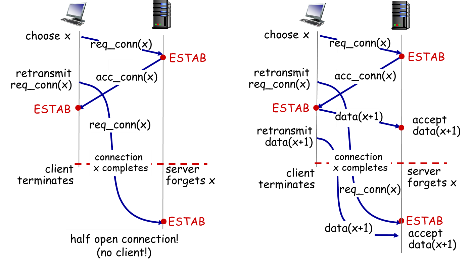 choose x
req_conn(x)
ESTAB
retransmit
req_conn(x)
acc_conn(x)
ESTAB
req_conn(x)
connection
x completes
client
terminates
server
forgets x
ESTAB
half open connection!
(no client!)
choose x
req_conn(x)
ESTAB
retransmit
req_conn(x)
acc_conn(x)
ESTAB
data(x+1)
accept
data(x+1)
retransmit
data(x+1)
connection
x completes
client
terminates
server
forgets x
req_conn(x)
ESTAB
data(x+1)
accept
data(x+1)